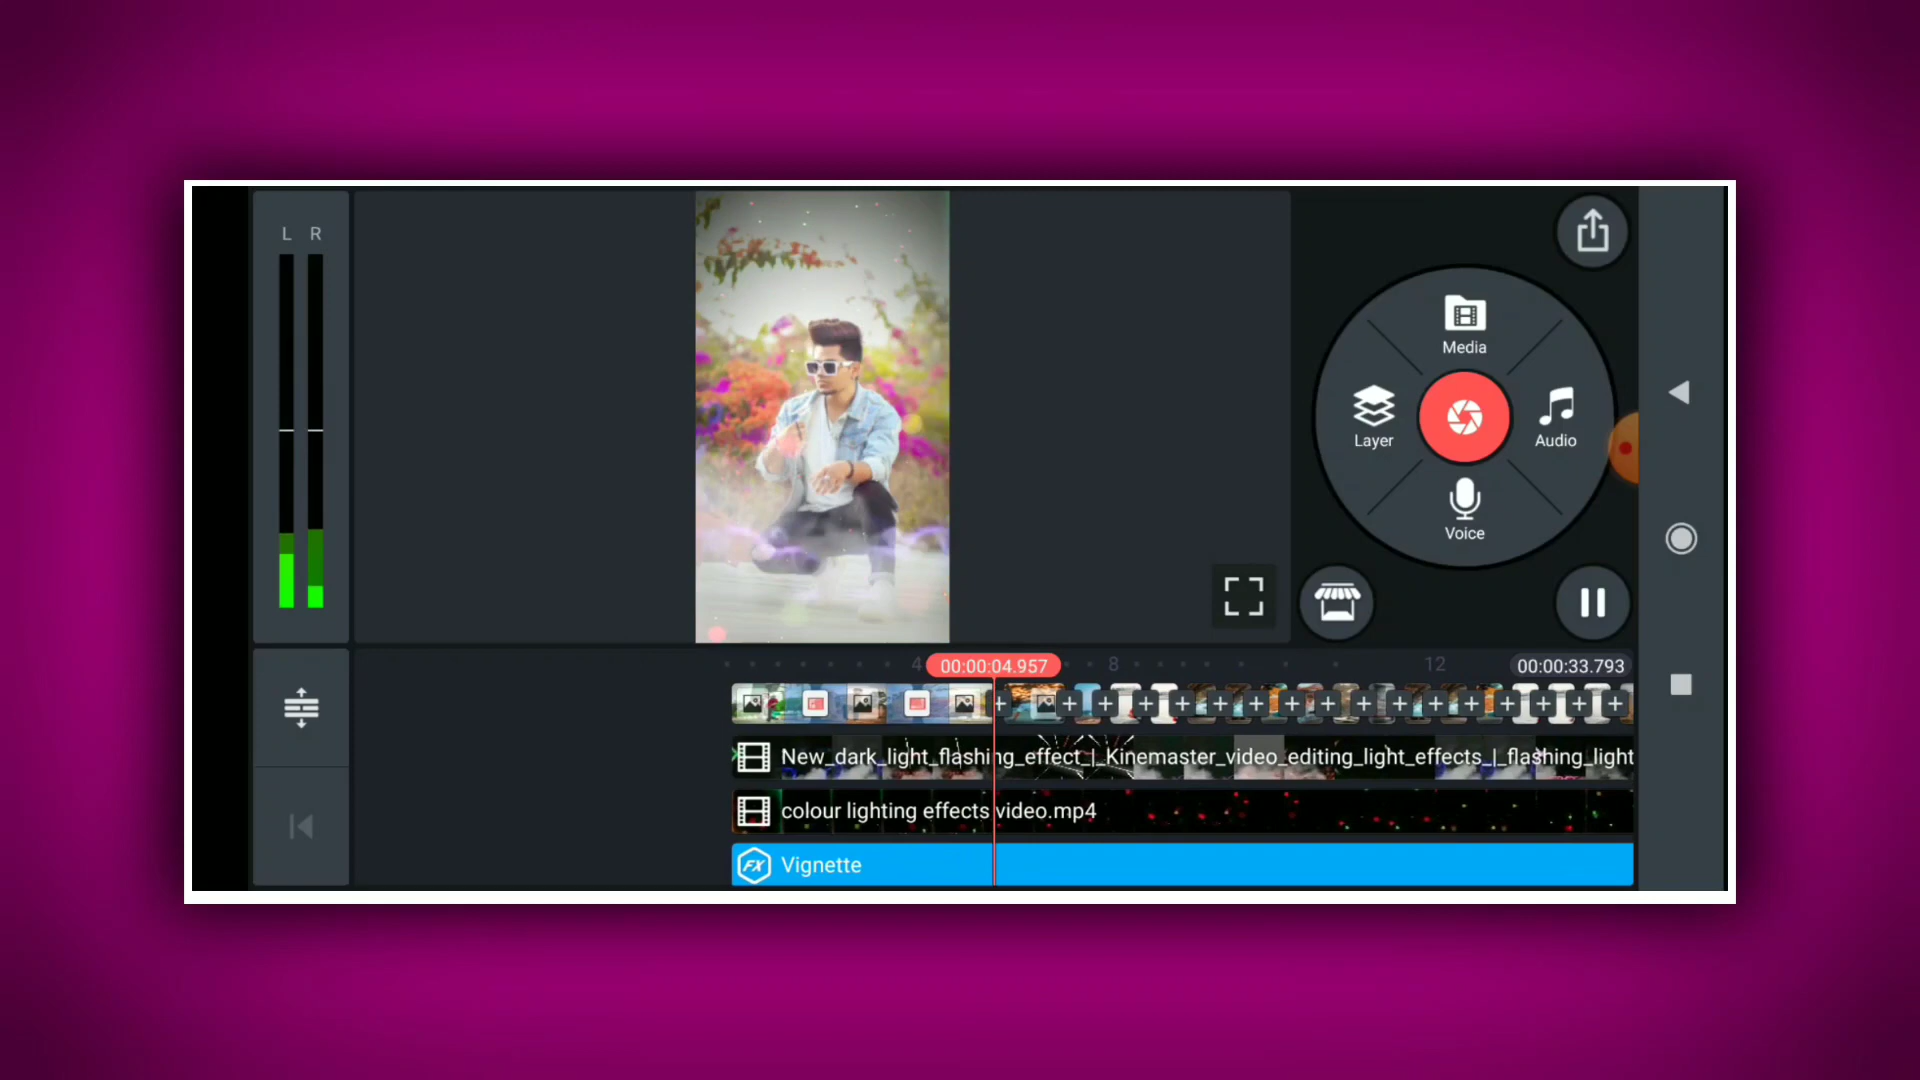 L R
Media
Layer
Audio
Voice
4
00:00:04.957
8
12
00:00:33.793
New_dark_light_flashing_effect_|_Kinemaster_video_editing_light_effects_|_flashing_light
colour lighting effects video.mp4
FX Vignette